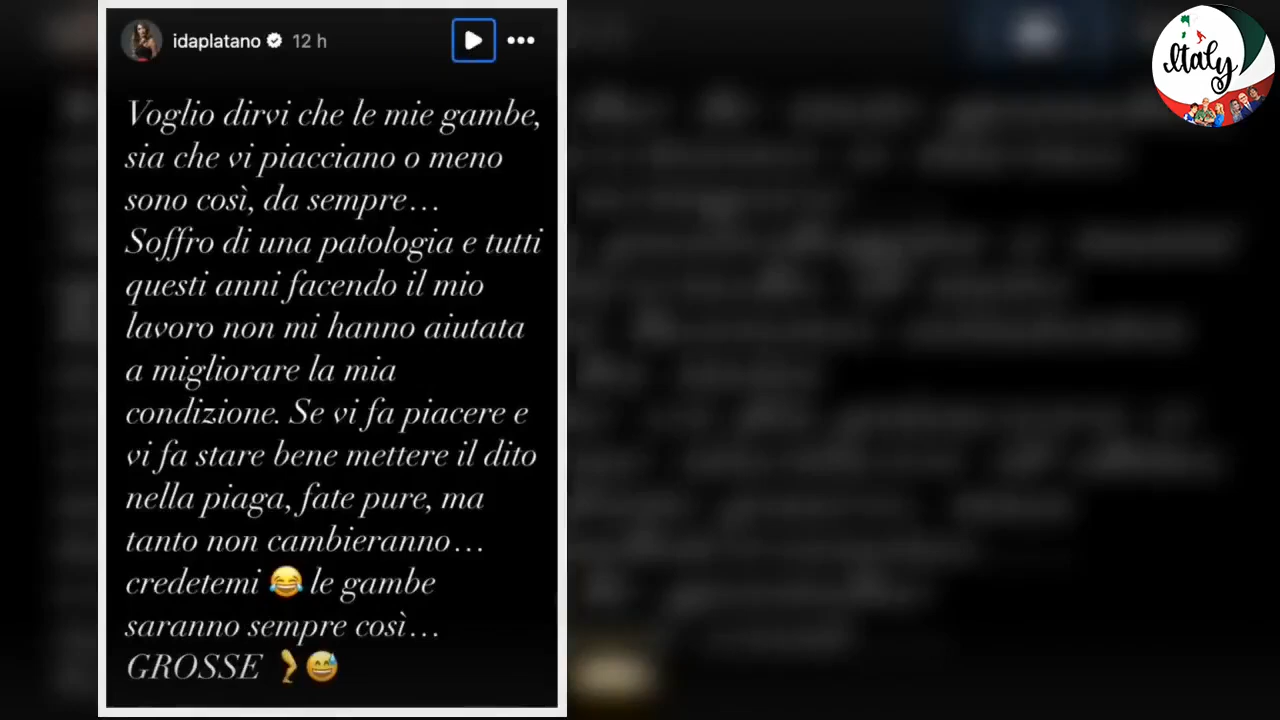 idaplatano 12 h
Voglio dirvi che le mie gambe,
sia che vi piacciano o meno
sono così, da sempre...
Soffro di una patologia e tutti
questi anni facendo il mio
lavoro non mi hanno aiutata
a migliorare la mia
condizione. Se vi fa piacere e
vi fa stare bene mettere il dito
nella piaga, fate pure, ma
tanto non cambieranno...
credetemi 😂 le gambe
saranno sempre così...
GROSSE 🦵😅
Italy